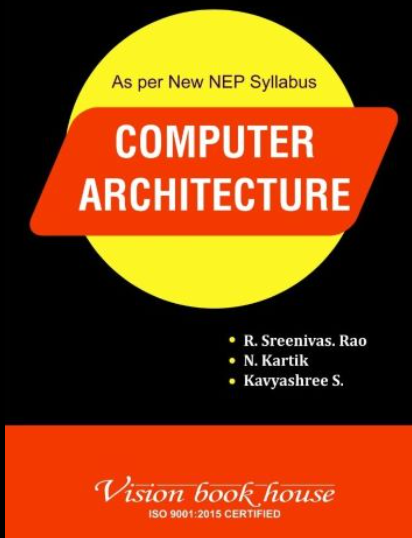 As per New NEP Syllabus
COMPUTER
ARCHITECTURE
• R. Sreenivas. Rao
• N. Kartik
• Kavyashree S.
Vision book house
ISO 9001:2015 CERTIFIED